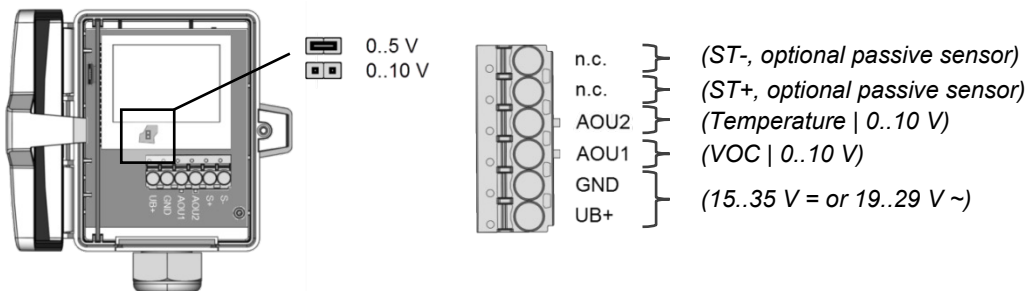 0..5 V
0..10 V
UB+
GND
AOU1
AOU2
S+
S-
n.c. (ST-, optional passive sensor)
n.c. (ST+, optional passive sensor)
AOU2 (Temperature | 0..10 V)
AOU1 (VOC | 0..10 V)
GND
UB+
(15..35 V = or 19..29 V ~)